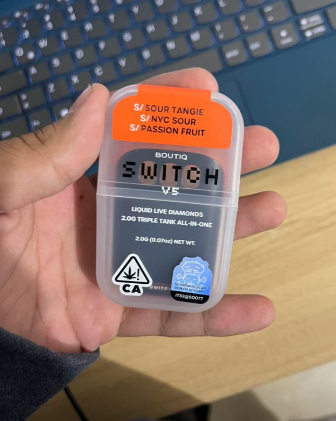 S/ SOUR TANGIE
S/ NYC SOUR
S/ PASSION FRUIT
BOUTIQ
SWITCH
V5
LIQUID LIVE DIAMONDS
2.0G TRIPLE TANK ALL-IN-ONE
2.0G (0.07oz) NET WT.
CA